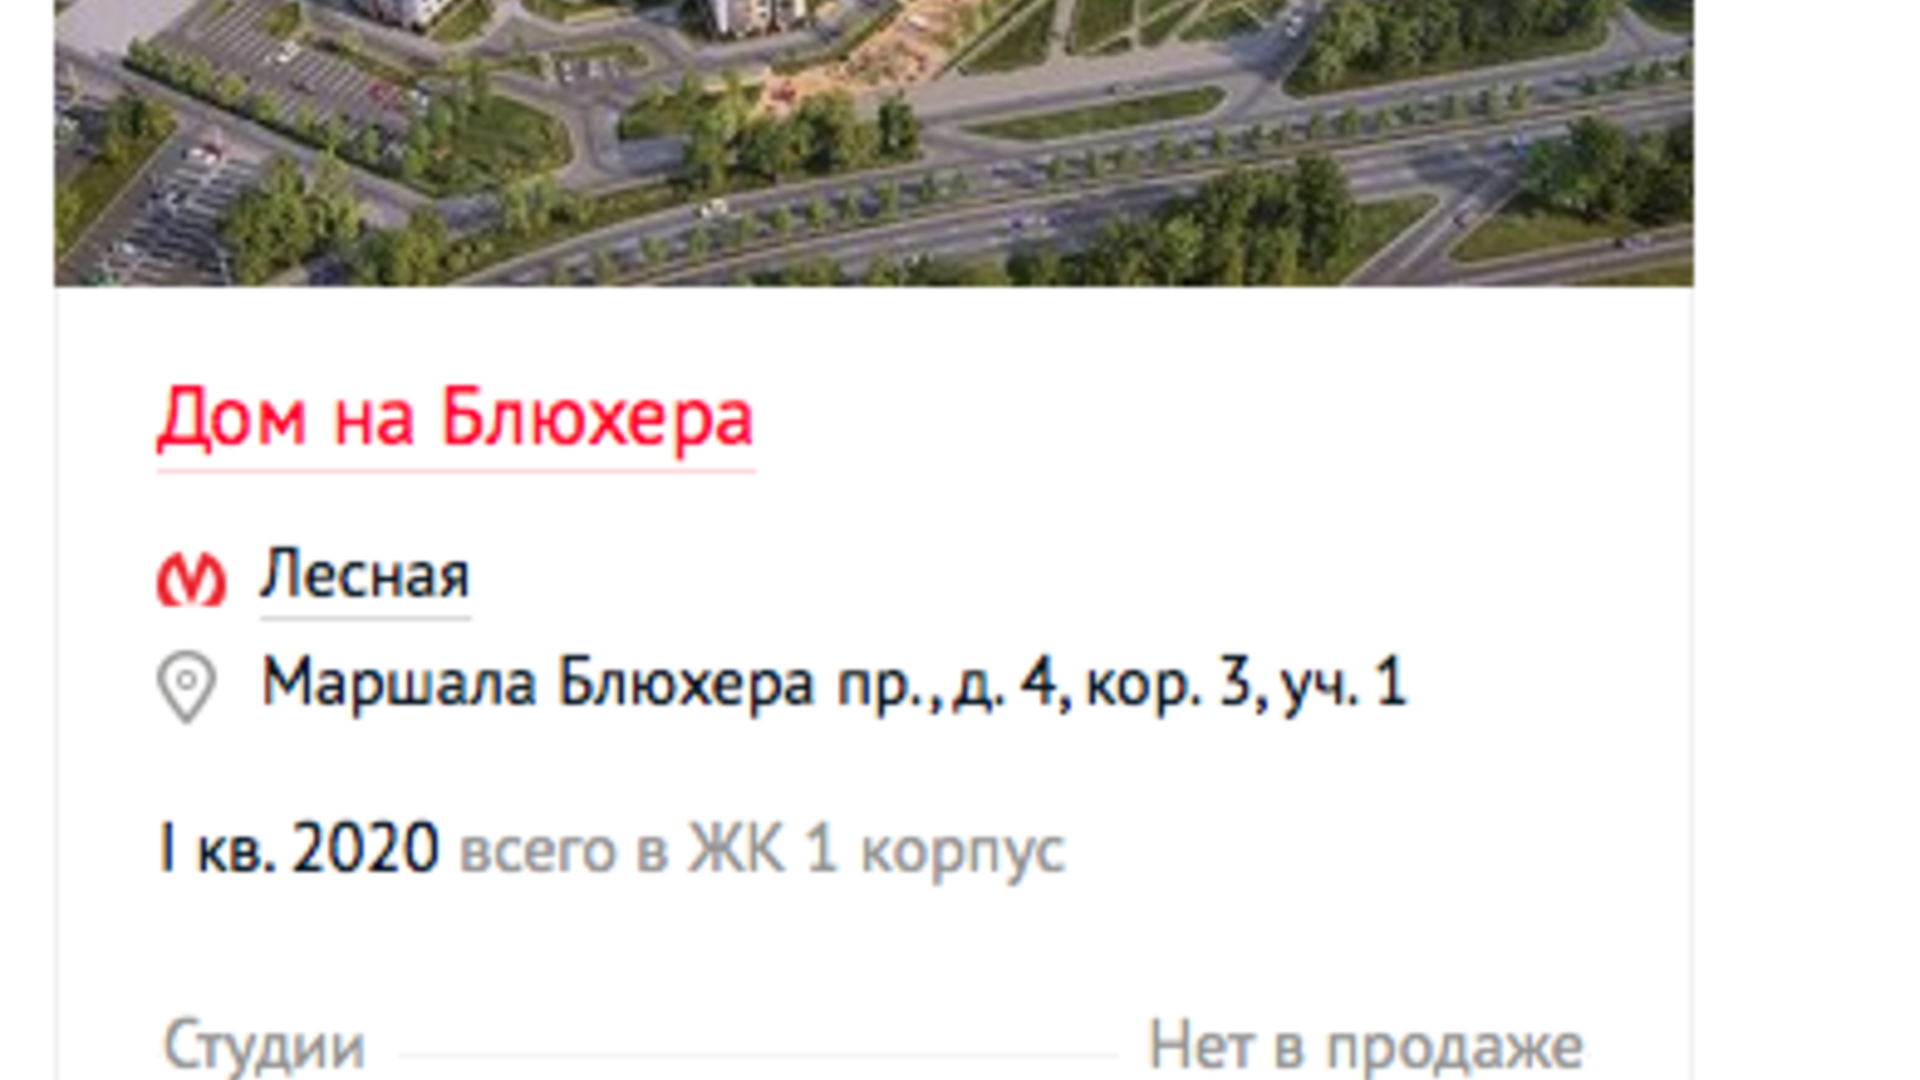 Дом на Блюхера
Лесная
Маршала Блюхера пр., д. 4, кор. 3, уч. 1
I кв. 2020 всего в ЖК 1 корпус
Студии Нет в продаже